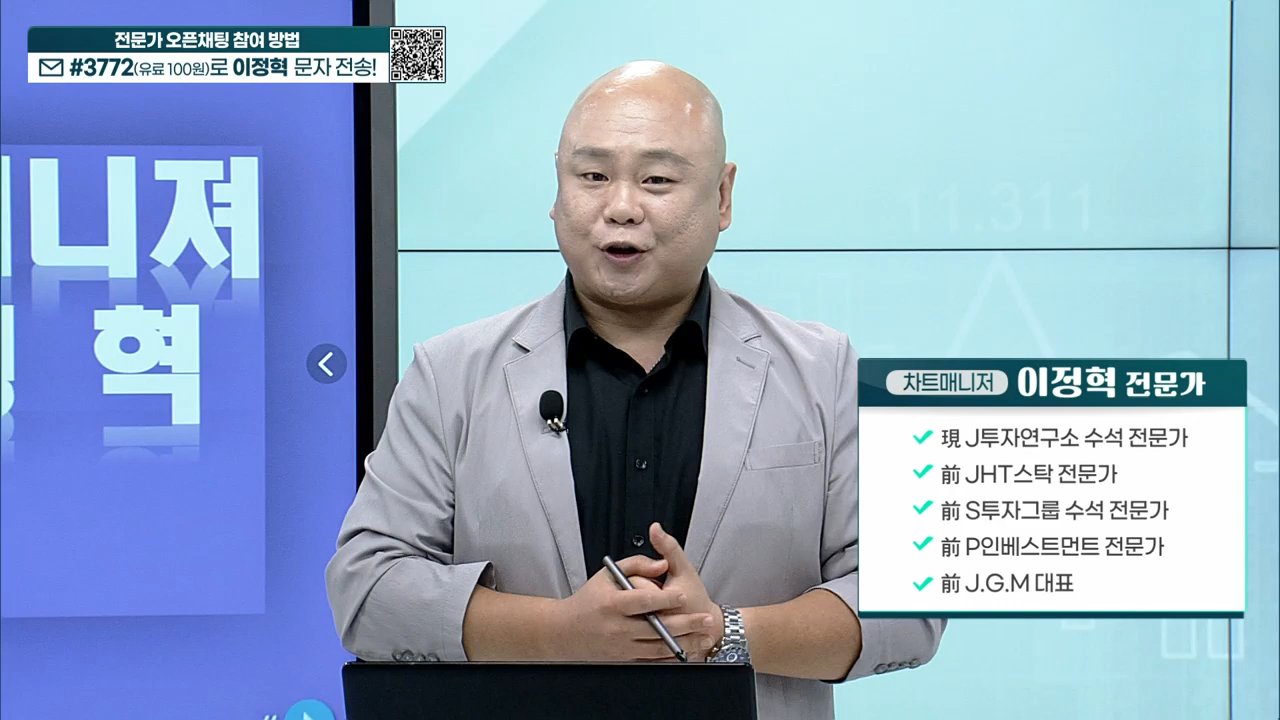 전문가 오픈채팅 참여 방법
#3772(유료 100원)로 이정혁 문자 전송!
니져
혁
11.311
차트매니저 이정혁 전문가
現 J투자연구소 수석 전문가
前 JHT스탁 전문가
前 S투자그룹 수석 전문가
前 P인베스트먼트 전문가
前 J.G.M 대표